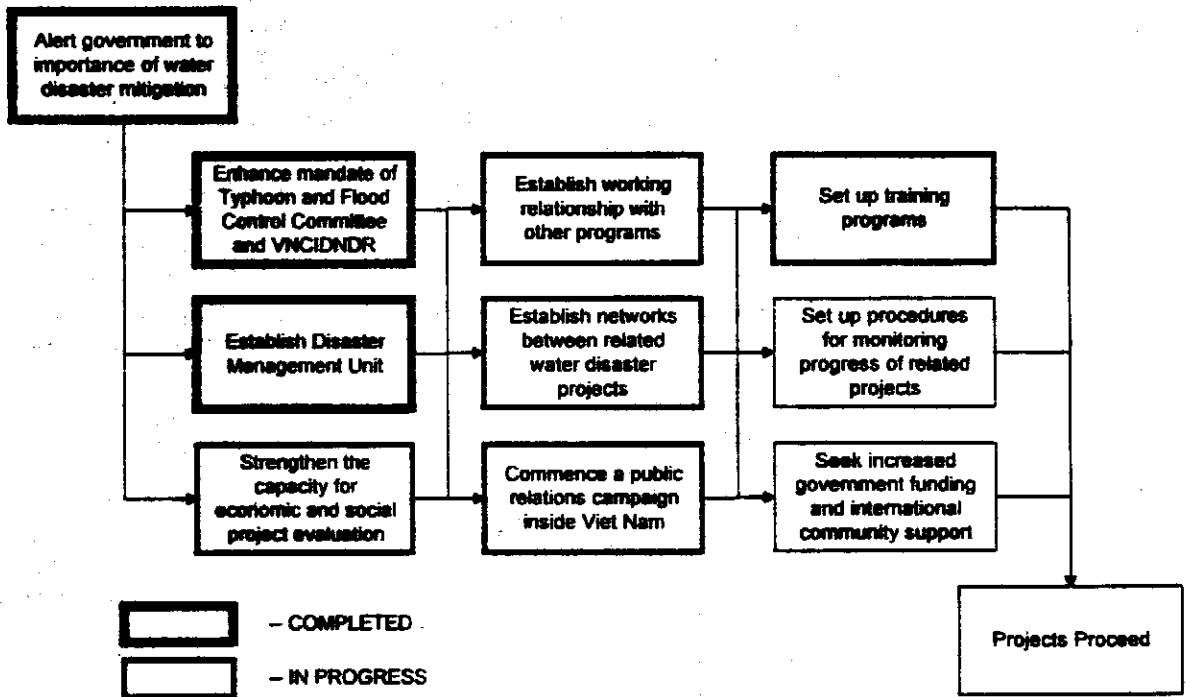 Alert government to
importance of water
disaster mitigation
Enhance mandate of
Typhoon and Flood
Control Committee
and VNCIDNDR
Establish working
relationship with
other programs
Set up training
programs
Establish Disaster
Management Unit
Establish networks
between related
water disaster
projects
Set up procedures
for monitoring
progress of related
projects
Strengthen the
capacity for
economic and social
project evaluation
Commence a public
relations campaign
inside Viet Nam
Seek increased
government funding
and international
community support
– COMPLETED
– IN PROGRESS
Projects Proceed